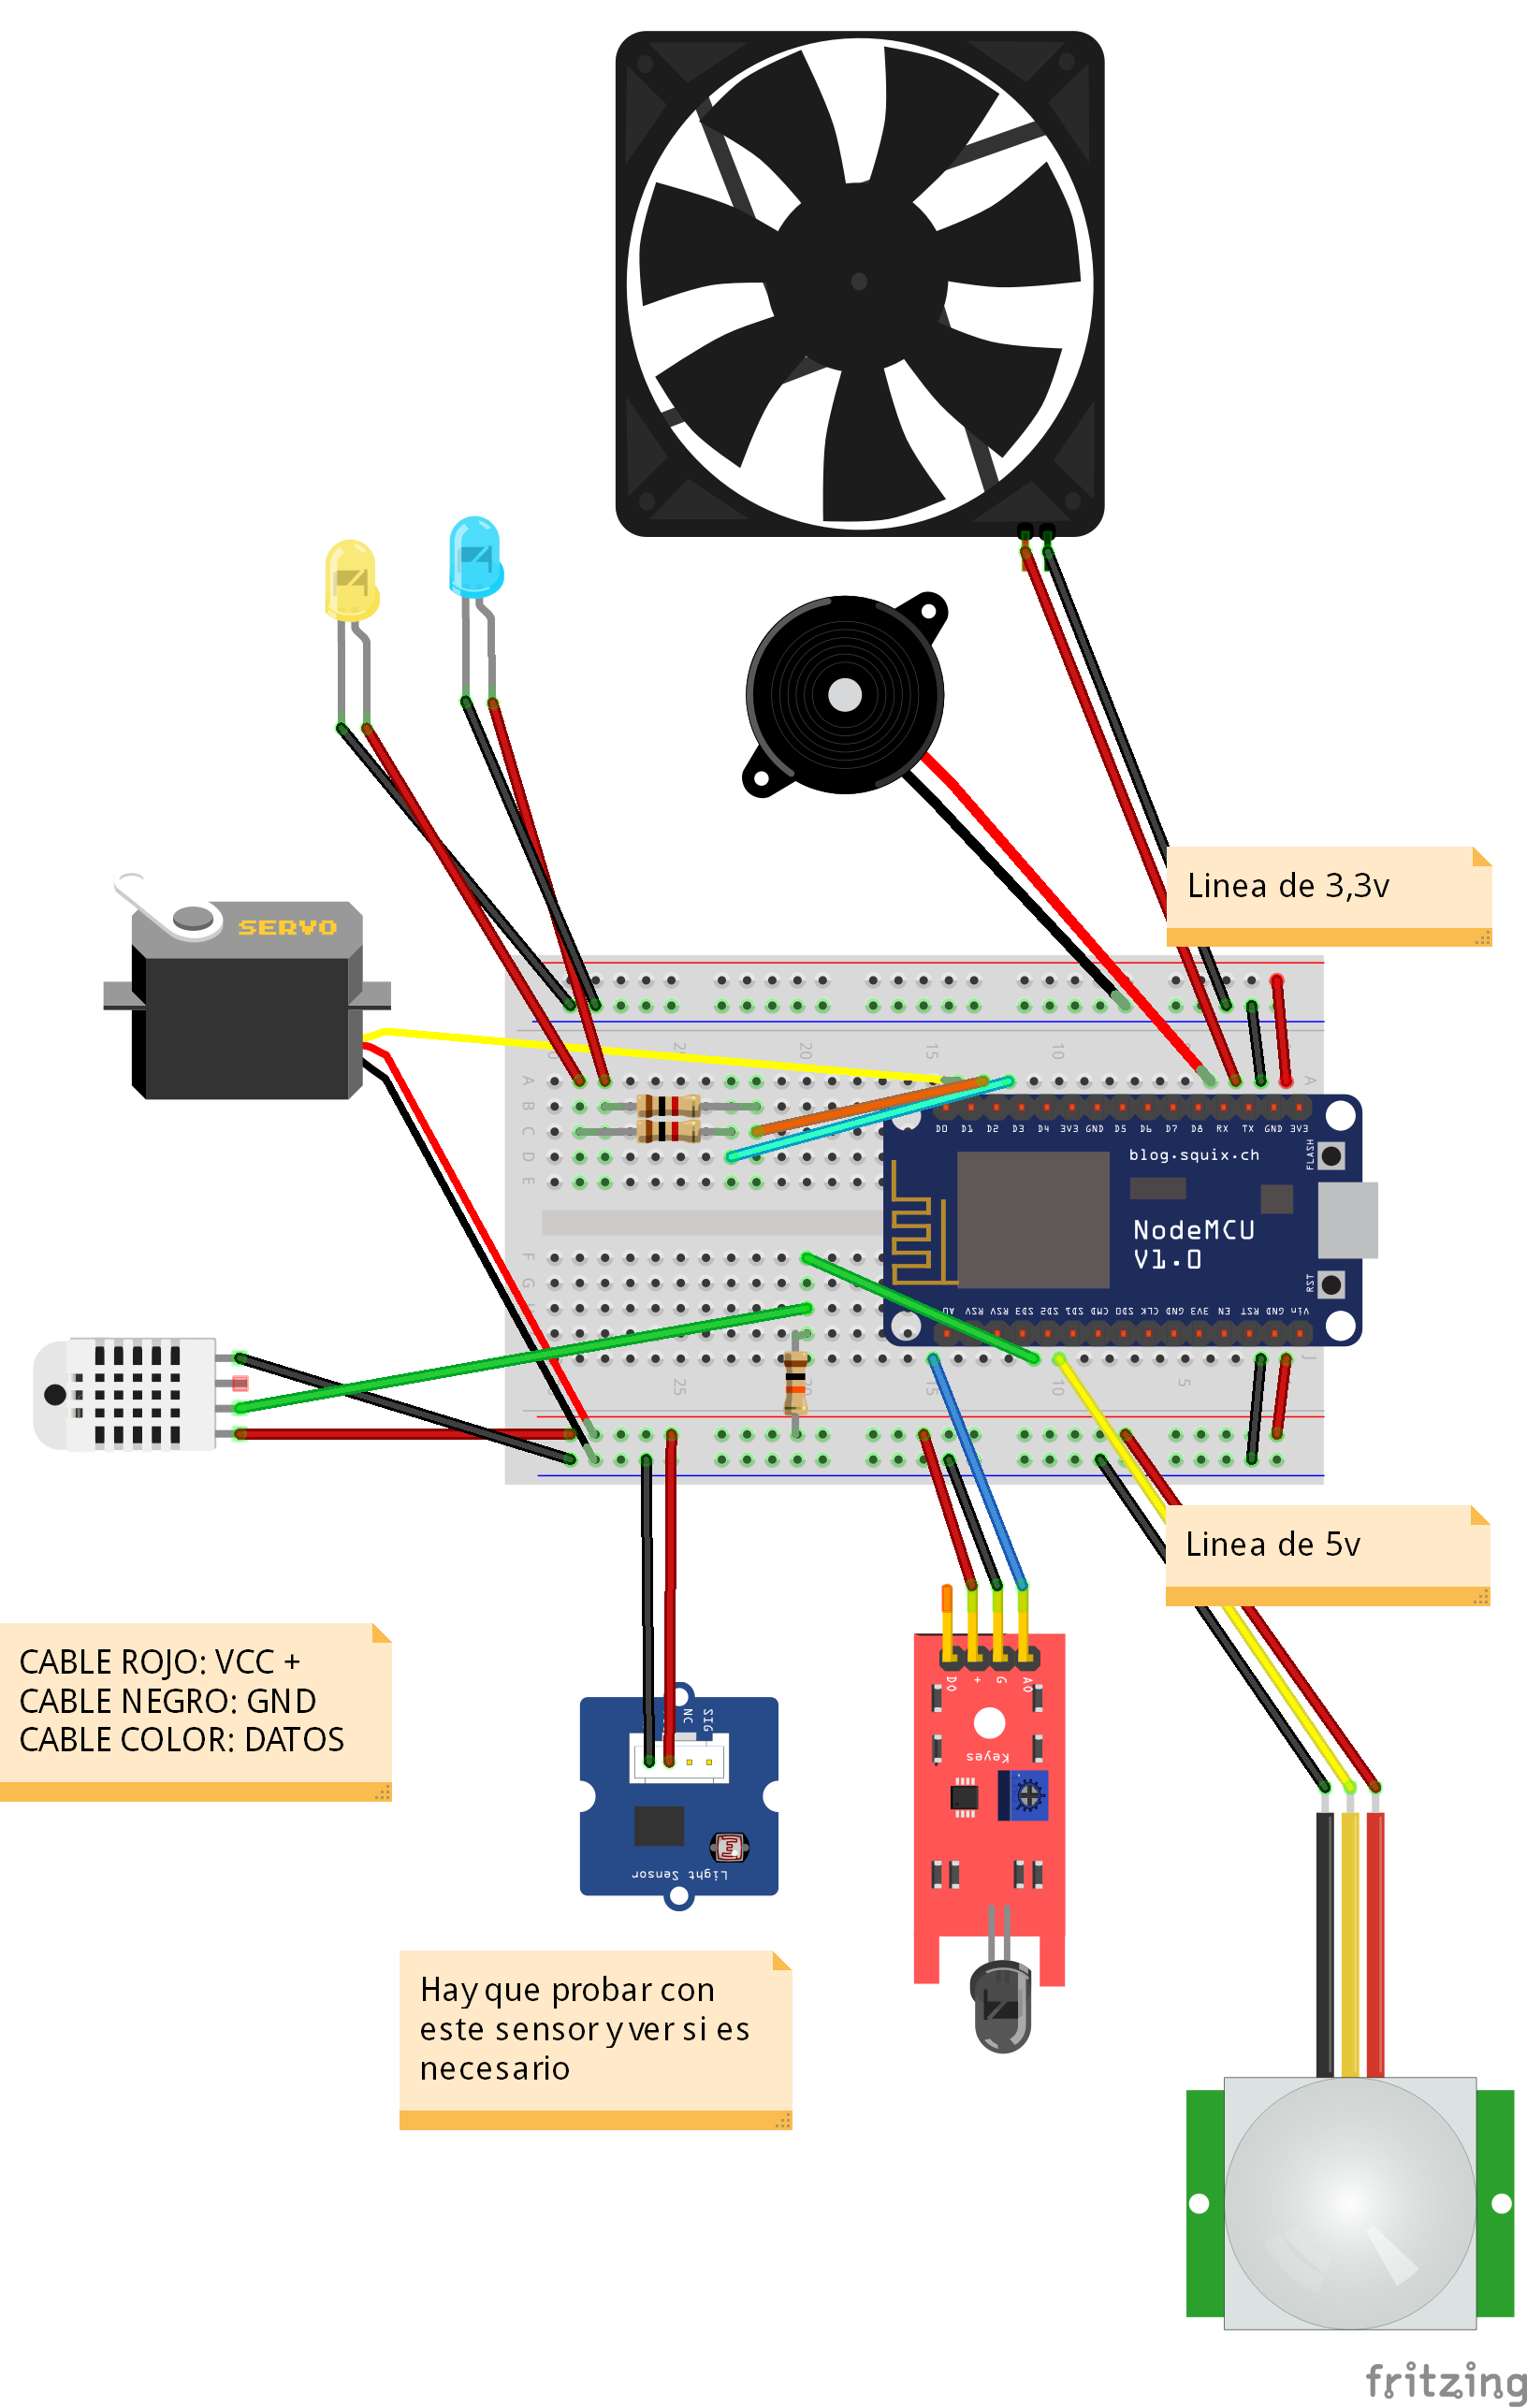 Linea de 3,3v
SERVO
20
15
10
A
A
B
C
D
E
D0 D1 D2 D3 D4 3V3 GND D5 D6 D7 D8 RX TX GND 3V3
FLASH
blog.squix.ch
NodeMCU
V1.0
RST
F
G
A0 RSV RSV SD3 SD2 SD1 CMD SD0 CLK GND 3V3 EN RST GND Vin
J
25
20
15
10
5
Linea de 5v
CABLE ROJO: VCC +
CABLE NEGRO: GND
CABLE COLOR: DATOS
NC
SIG
Light Sensor
D0
+
G
A0
Keyes
Hay que probar con
este sensor y ver si es
necesario
fritzing